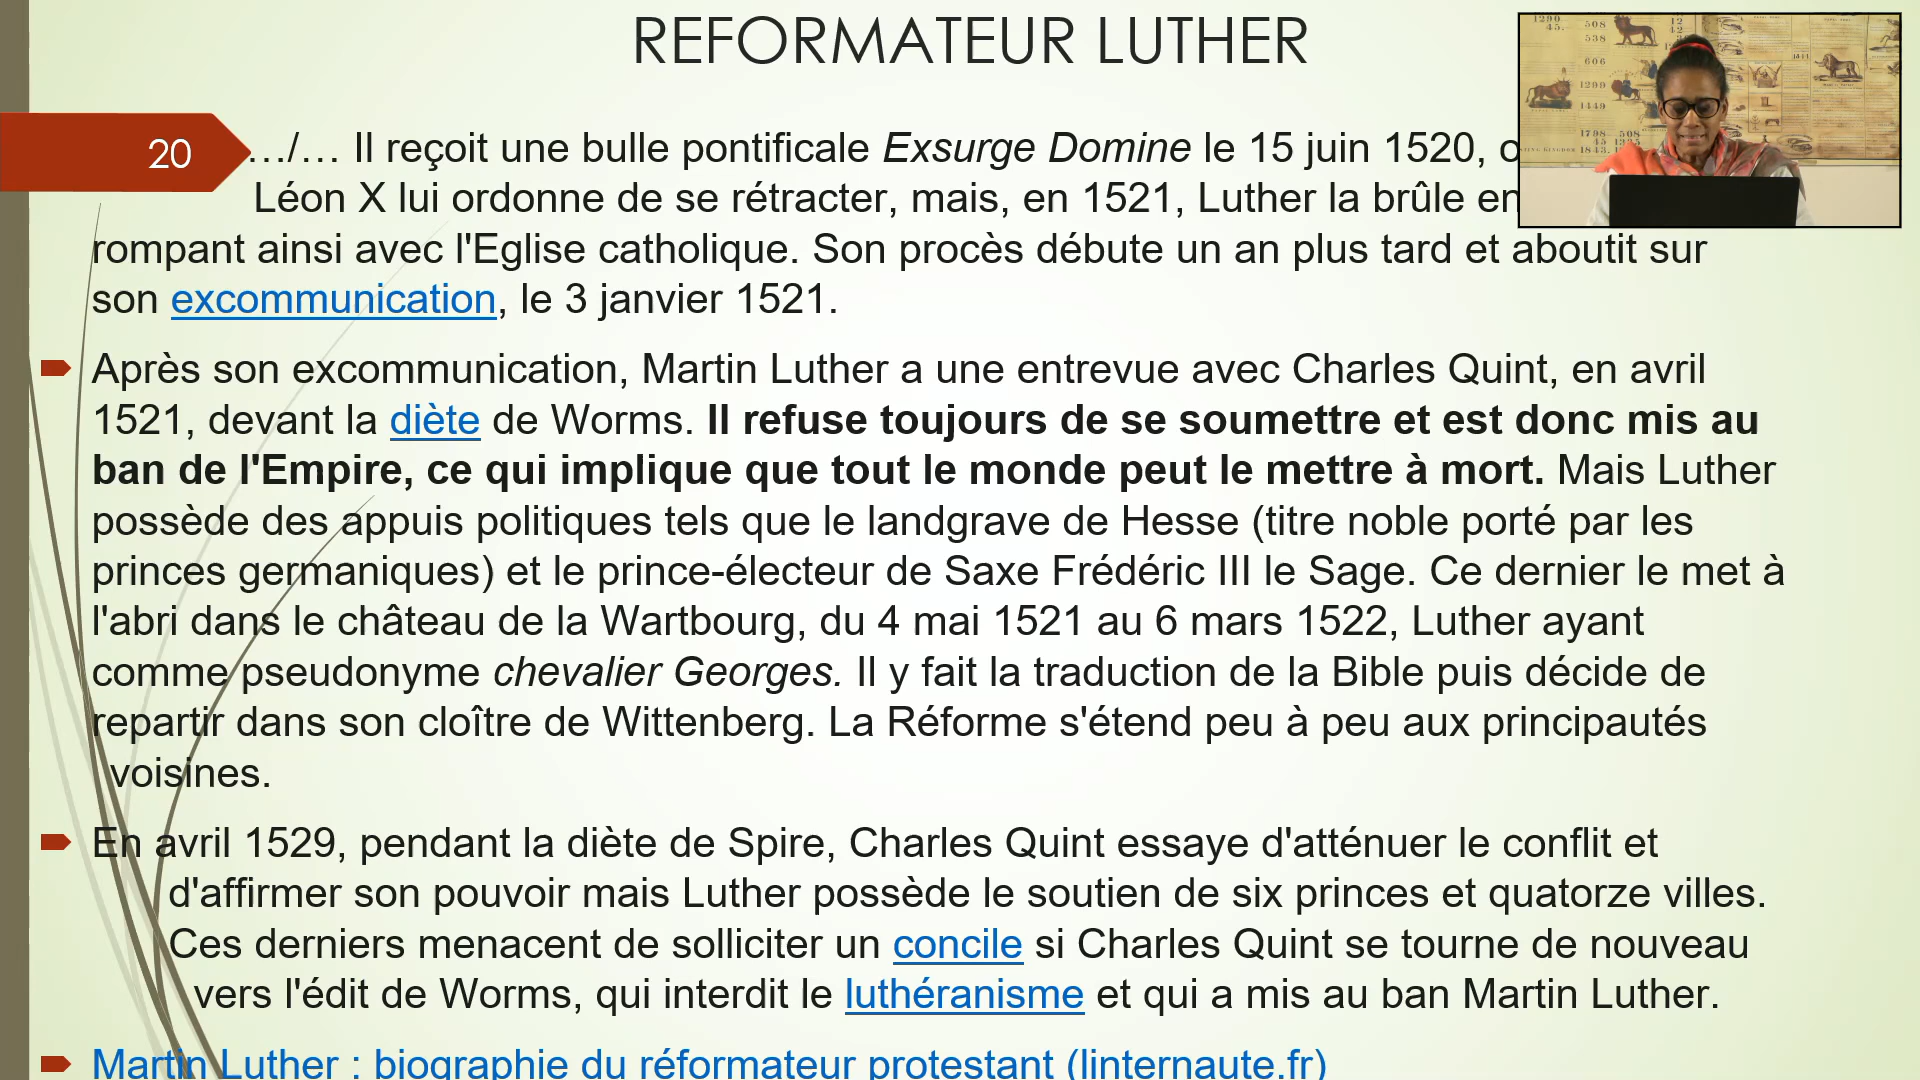 REFORMATEUR LUTHER
1290
45.
508
538
606
1299
1449
1798 508
45 1335
1843.
20
…/… Il reçoit une bulle pontificale Exsurge Domine le 15 juin 1520, o
Léon X lui ordonne de se rétracter, mais, en 1521, Luther la brûle en
rompant ainsi avec l'Eglise catholique. Son procès débute un an plus tard et aboutit sur
son excommunication, le 3 janvier 1521.
Après son excommunication, Martin Luther a une entrevue avec Charles Quint, en avril
1521, devant la diète de Worms. Il refuse toujours de se soumettre et est donc mis au
ban de l'Empire, ce qui implique que tout le monde peut le mettre à mort. Mais Luther
possède des appuis politiques tels que le landgrave de Hesse (titre noble porté par les
princes germaniques) et le prince-électeur de Saxe Frédéric III le Sage. Ce dernier le met à
l'abri dans le château de la Wartbourg, du 4 mai 1521 au 6 mars 1522, Luther ayant
comme pseudonyme chevalier Georges. Il y fait la traduction de la Bible puis décide de
repartir dans son cloître de Wittenberg. La Réforme s'étend peu à peu aux principautés
voisines.
En avril 1529, pendant la diète de Spire, Charles Quint essaye d'atténuer le conflit et
d'affirmer son pouvoir mais Luther possède le soutien de six princes et quatorze villes.
Ces derniers menacent de solliciter un concile si Charles Quint se tourne de nouveau
vers l'édit de Worms, qui interdit le luthéranisme et qui a mis au ban Martin Luther.
Martin Luther : biographie du réformateur protestant (linternaute.fr)